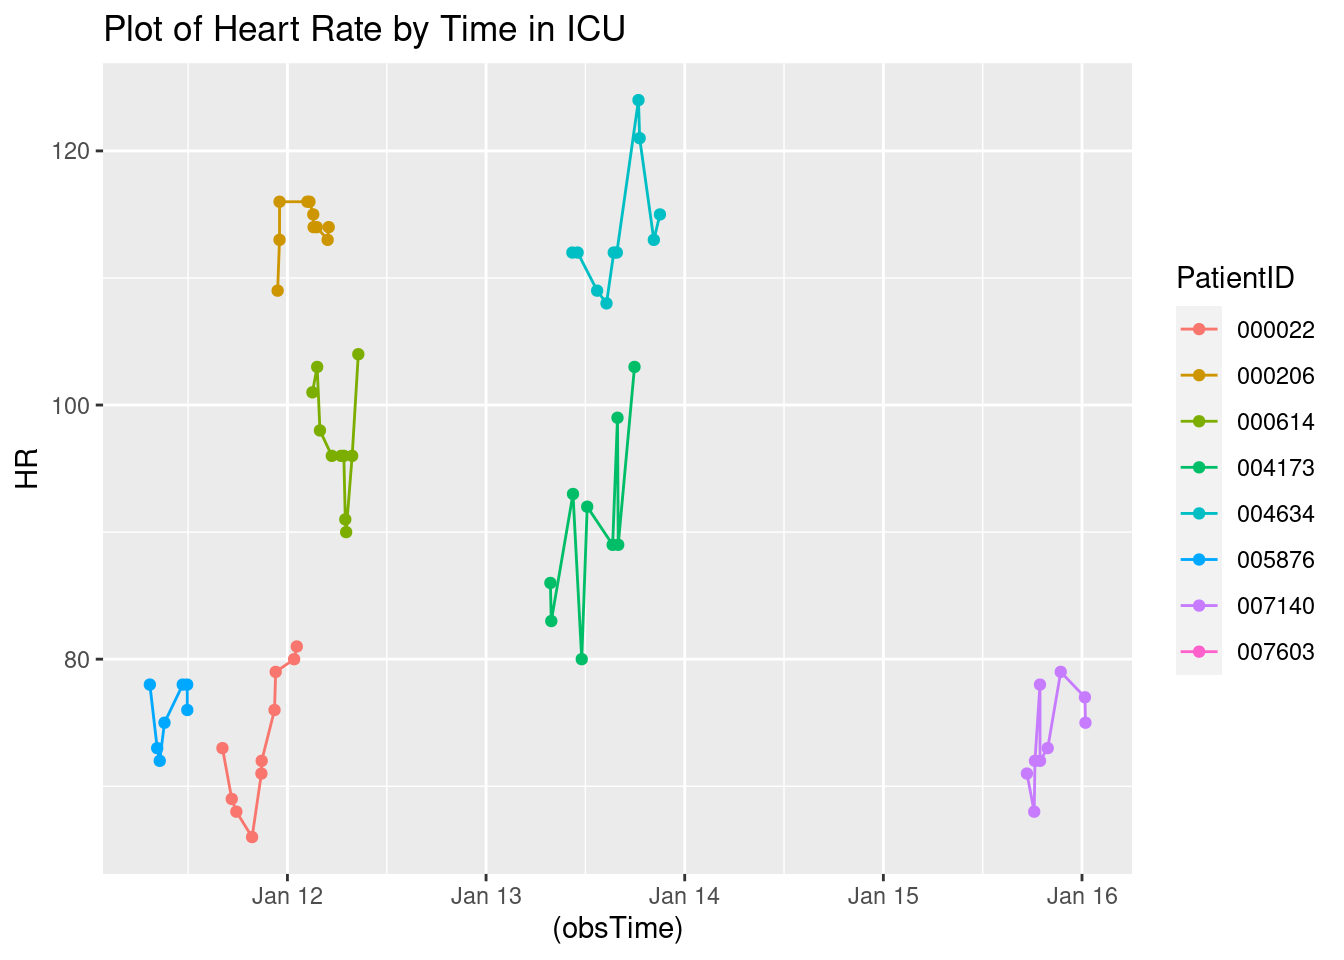 Plot of Heart Rate by Time in ICU
120
100
80
HR
Jan 12
Jan 13
Jan 14
Jan 15
Jan 16
(obsTime)
PatientID
000022
000206
000614
004173
004634
005876
007140
007603